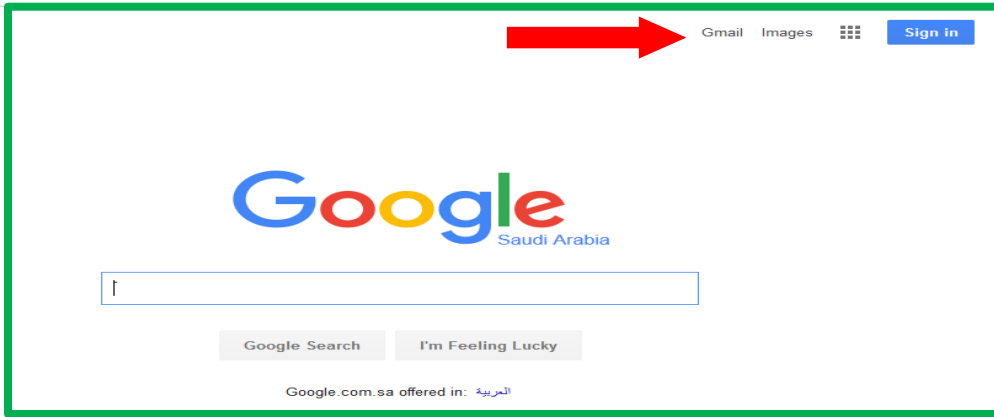 Gmail Images Sign in
Google
Saudi Arabia
Google Search I'm Feeling Lucky
Google.com.sa offered in: العربية